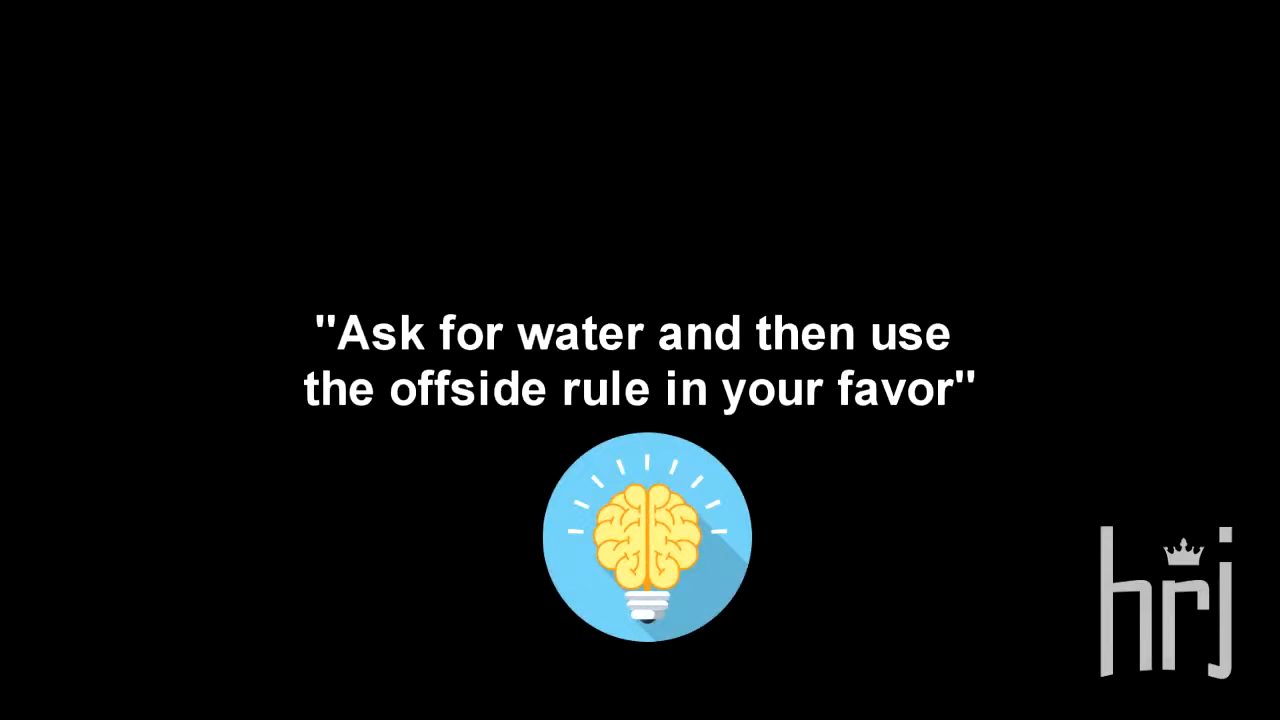 "Ask for water and then use
the offside rule in your favor"
hrj